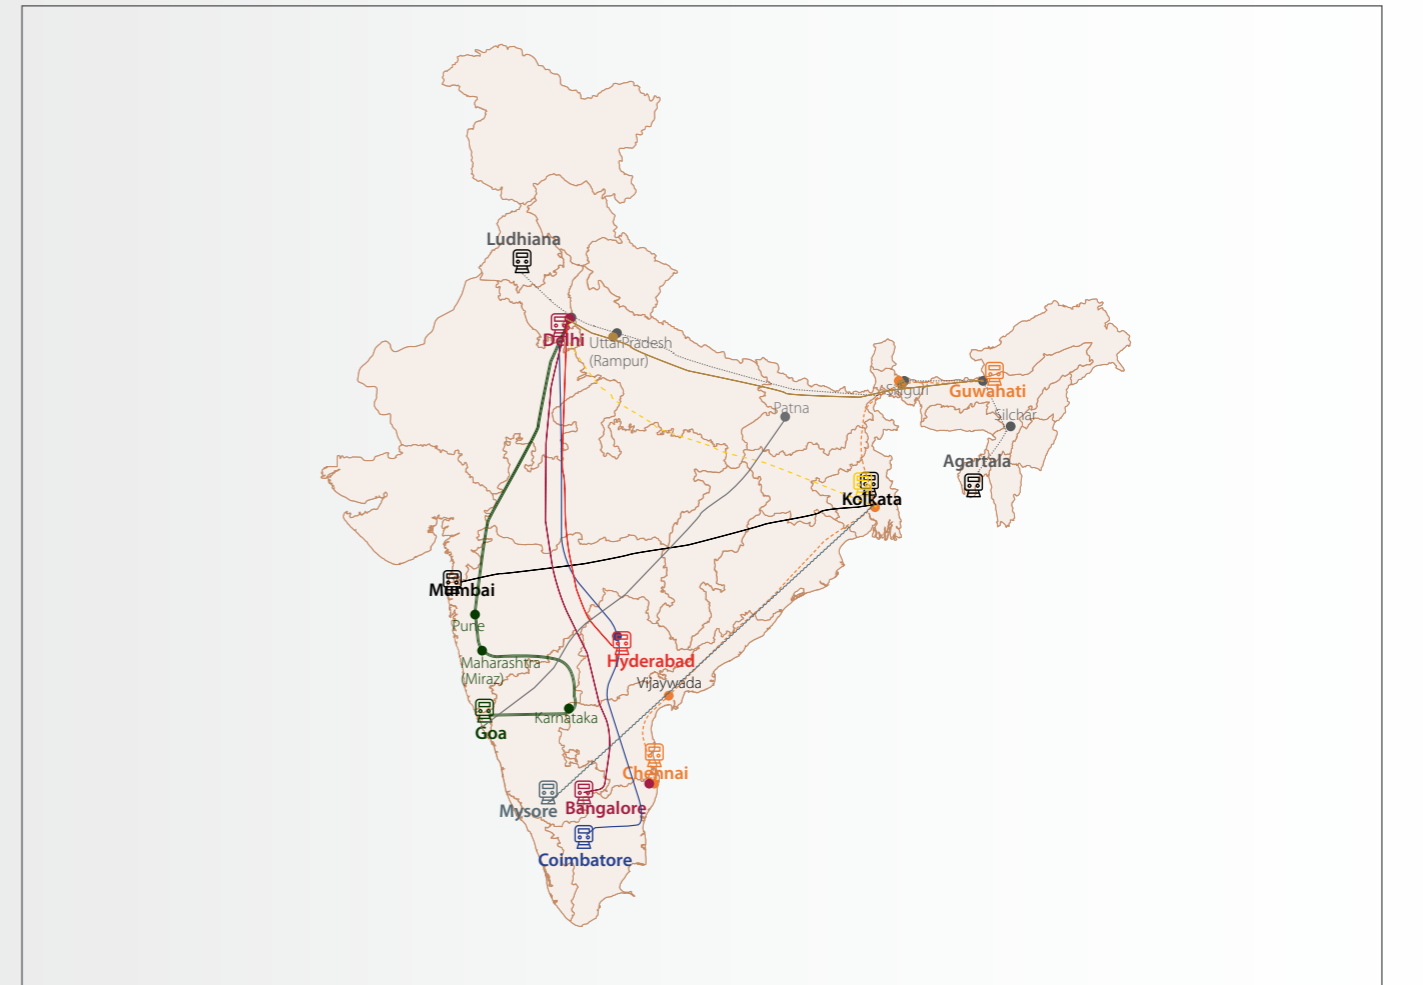 Ludhiana
Delhi
Uttar Pradesh
(Rampur)
Guwahati
Patna
Silchar
Agartala
Kolkata
Mumbai
Pune
Maharashtra
(Miraz)
Hyderabad
Vijaywada
Karnataka
Goa
Chennai
Mysore
Bangalore
Coimbatore